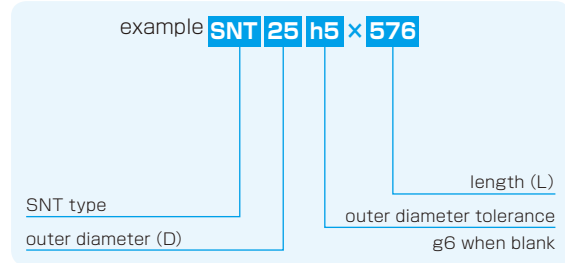 example SNT 25 h5 × 576
length (L)
SNT type
outer diameter tolerance
outer diameter (D)
g6 when blank